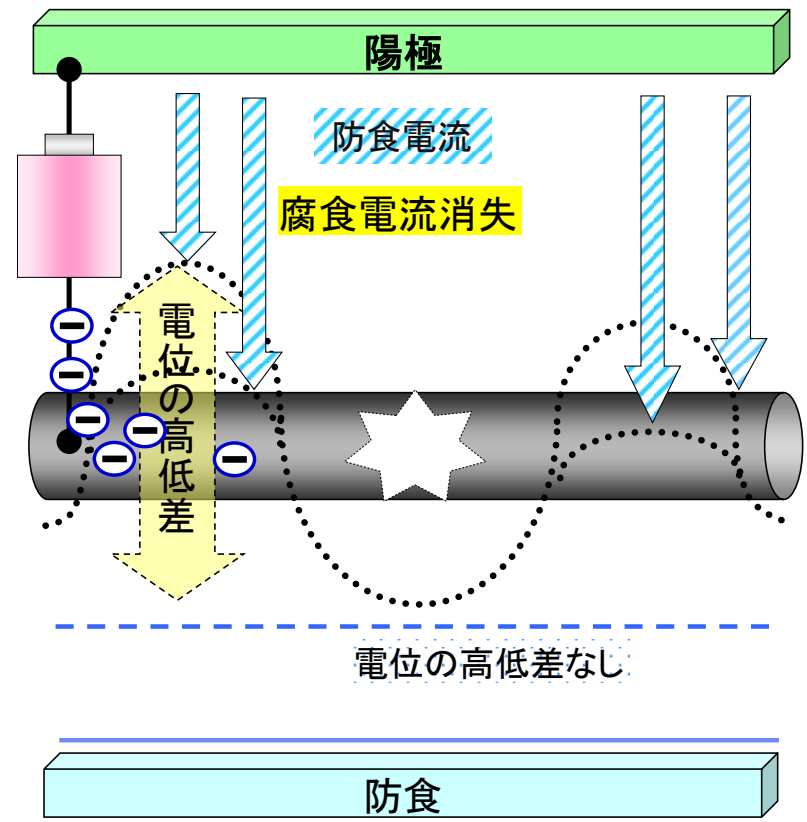 陽極
防食電流
腐食電流消失
電位の高低差
電位の高低差なし
防食